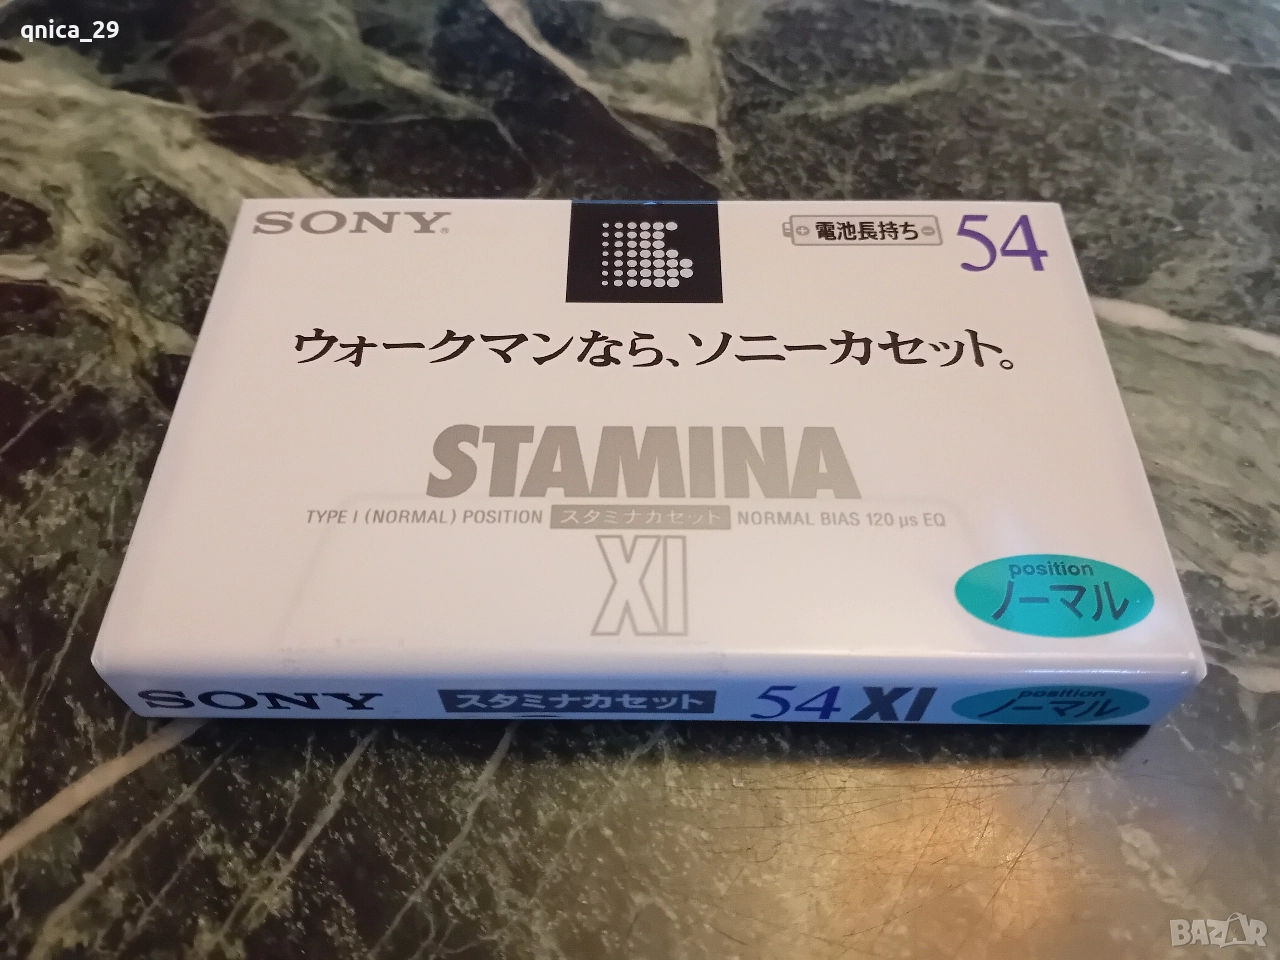 qnica_29
SONY®
電池長持ち
54
ウォークマンなら、ソニーカセット。
STAMINA
TYPE I (NORMAL) POSITION スタミナカセット NORMAL BIAS 120 μs EQ
XI
position
ノーマル
SONY スタミナカセット 54 XI position ノーマル
BAZAR